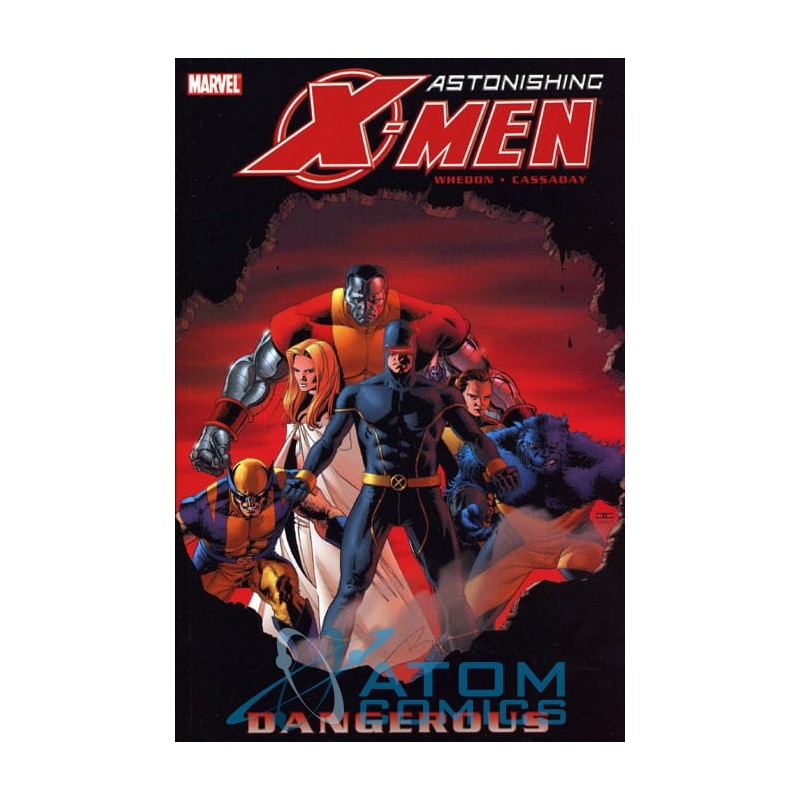 MARVEL
ASTONISHING
X-MEN
WHEDON · CASSADAY
ATOM
COMICS
DANGEROUS